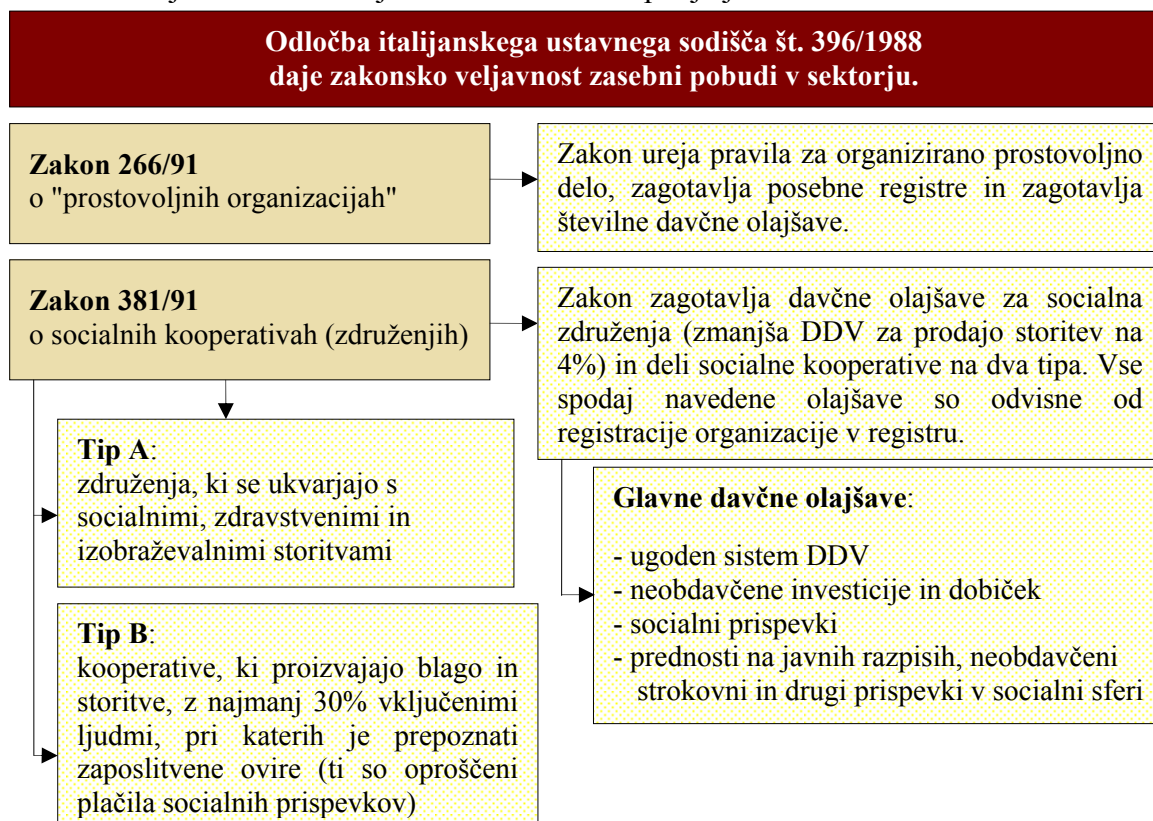 Odločba italijanskega ustavnega sodišča št. 396/1988
daje zakonsko veljavnost zasebni pobudi v sektorju.
Zakon 266/91
o "prostovoljnih organizacijah"
Zakon ureja pravila za organizirano prostovoljno
delo, zagotavlja posebne registre in zagotavlja
številne davčne olajšave.
Zakon 381/91
o socialnih kooperativah (združenjih)
Zakon zagotavlja davčne olajšave za socialna
združenja (zmanjša DDV za prodajo storitev na
4%) in deli socialne kooperative na dva tipa. Vse
spodaj navedene olajšave so odvisne od
registracije organizacije v registru.
Tip A:
združenja, ki se ukvarjajo s
socialnimi, zdravstvenimi in
izobraževalnimi storitvami
Glavne davčne olajšave:
- ugoden sistem DDV
- neobdavčene investicije in dobiček
- socialni prispevki
- prednosti na javnih razpisih, neobdavčeni
strokovni in drugi prispevki v socialni sferi
Tip B:
kooperative, ki proizvajajo blago in
storitve, z najmanj 30% vključenimi
ljudmi, pri katerih je prepoznati
zaposlitvene ovire (ti so oproščeni
plačila socialnih prispevkov)